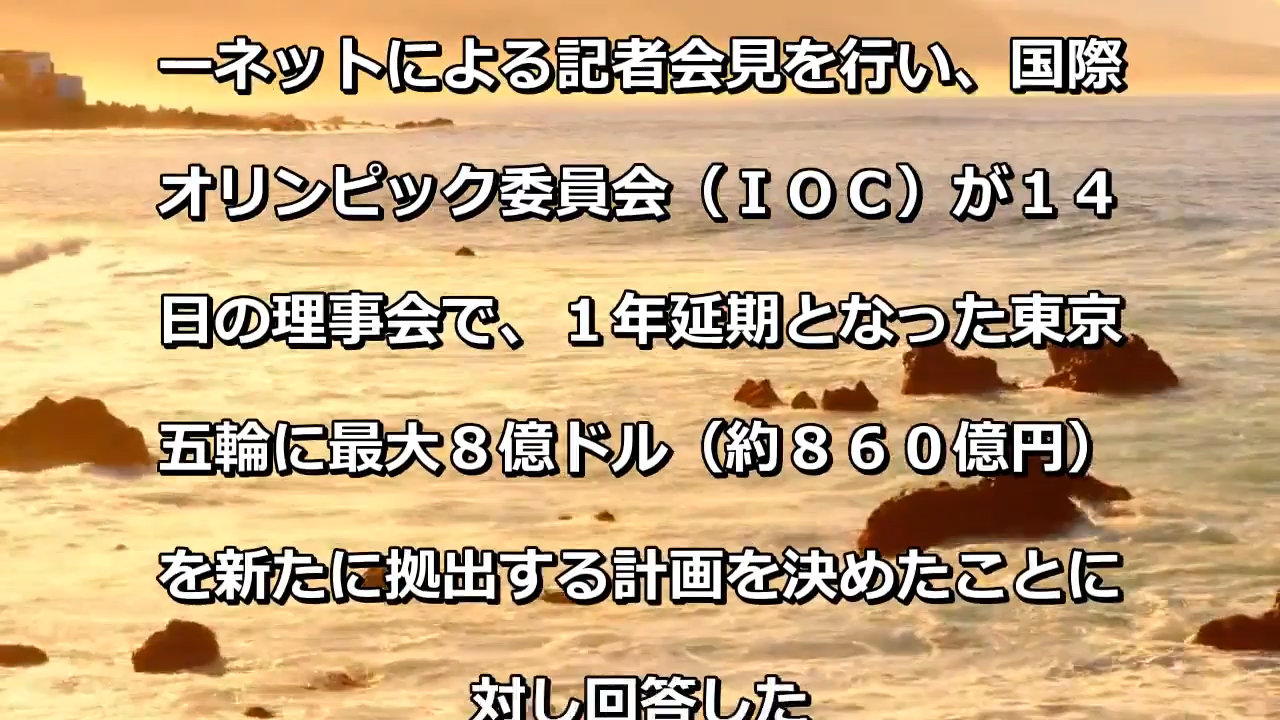 ーネットによる記者会見を行い、国際
オリンピック委員会（ＩＯＣ）が１４
日の理事会で、１年延期となった東京
五輪に最大８億ドル（約８６０億円）
を新たに拠出する計画を決めたことに
対し回答した